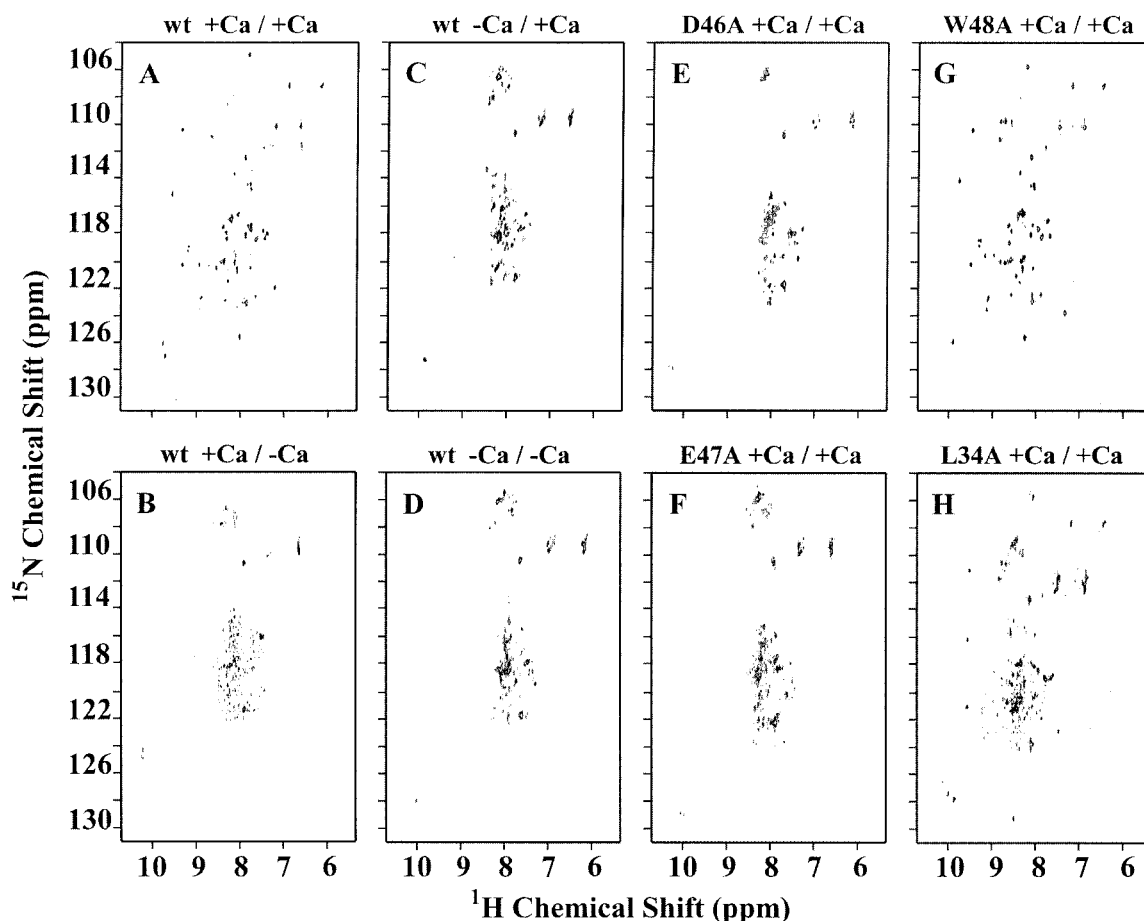 wt +Ca / +Ca
wt -Ca / +Ca
D46A +Ca / +Ca
W48A +Ca / +Ca
A
C
E
G
106
110
114
118
122
126
130
wt +Ca / -Ca
wt -Ca / -Ca
E47A +Ca / +Ca
L34A +Ca / +Ca
B
D
F
H
106
110
114
118
122
126
130
15N Chemical Shift (ppm)
10 9 8 7 6
10 9 8 7 6
10 9 8 7 6
10 9 8 7 6
1H Chemical Shift (ppm)